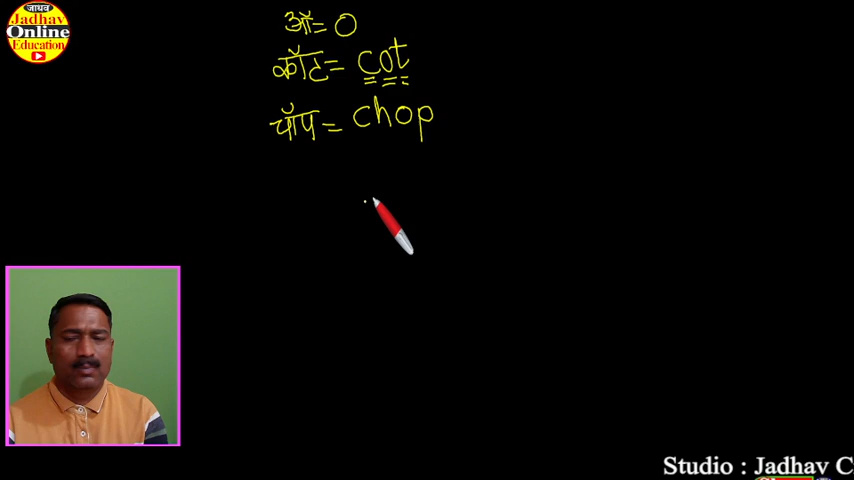 जाधव
Jadhav
Online
Education
ऑ= o
कॉट= cot
चॉप= chop
Studio : Jadhav C